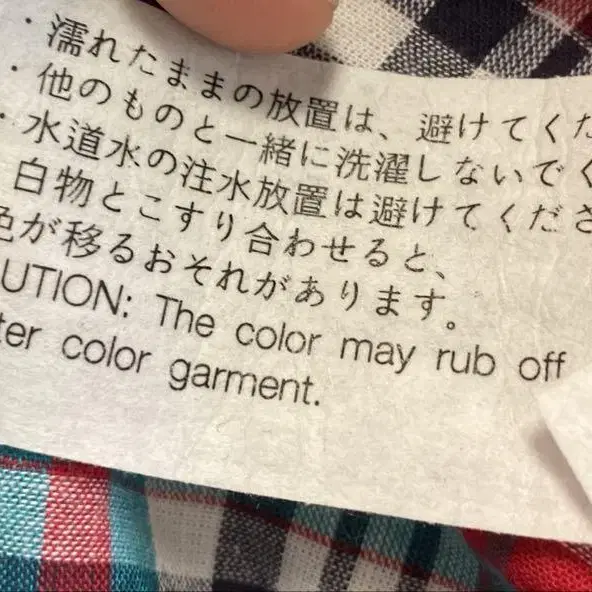 ・濡れたままの放置は、避けてくだ
・他のものと一緒に洗濯しないでく
・水道水の注水放置は避けてくださ
白物とこすり合わせると、
色が移るおそれがあります。
UTION: The color may rub off
ter color garment.